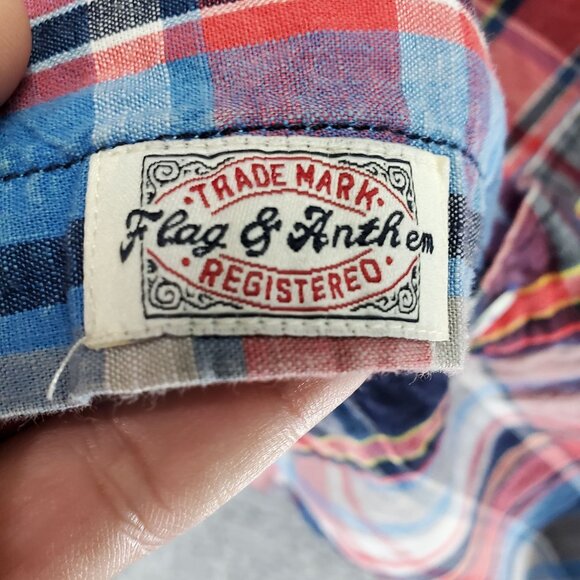 ·TRADE MARK·
Flag & Anthem
·REGISTERED·